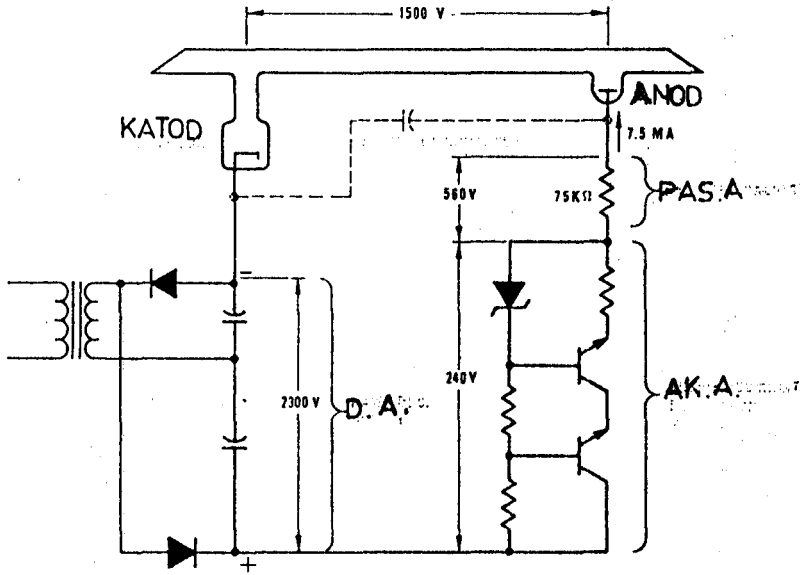 1500 V
ANOD
KATOD
7.5 MA
560V
75KΩ
PAS.A
−
2300 V
D.A.
240V
AK.A.
+